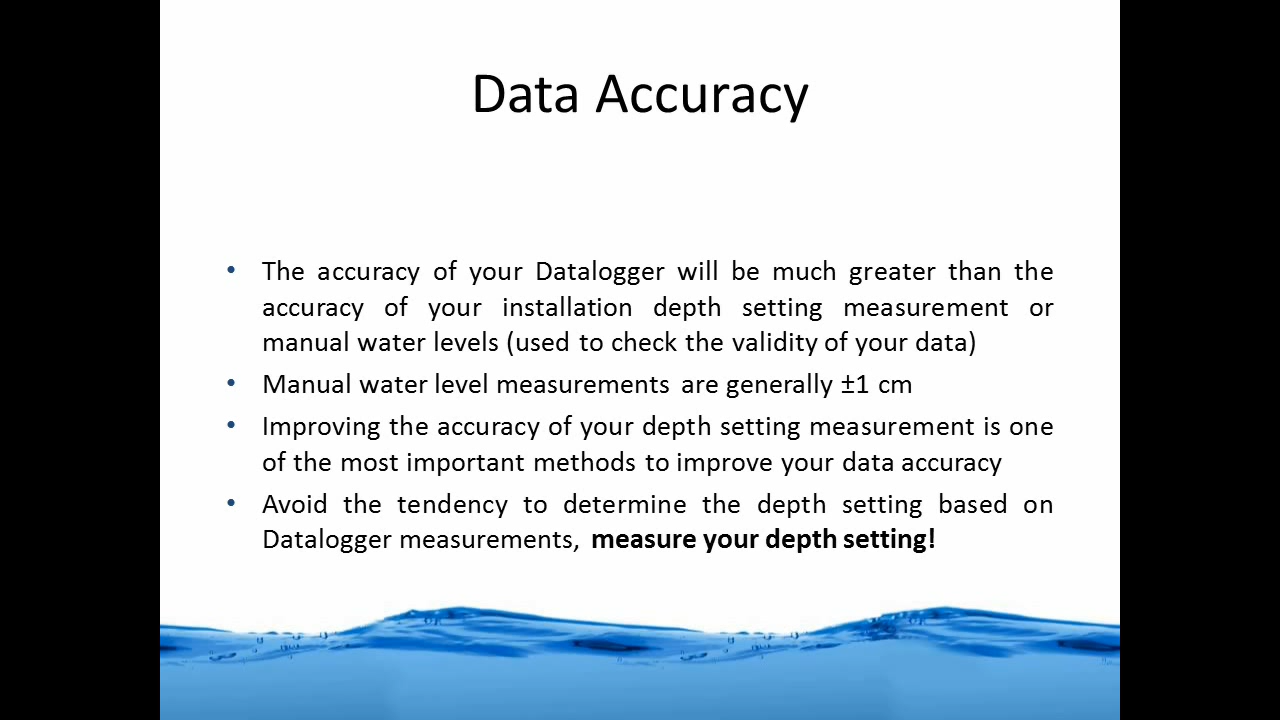 Data Accuracy
• The accuracy of your Datalogger will be much greater than the
accuracy of your installation depth setting measurement or
manual water levels (used to check the validity of your data)
• Manual water level measurements are generally ±1 cm
• Improving the accuracy of your depth setting measurement is one
of the most important methods to improve your data accuracy
• Avoid the tendency to determine the depth setting based on
Datalogger measurements, measure your depth setting!